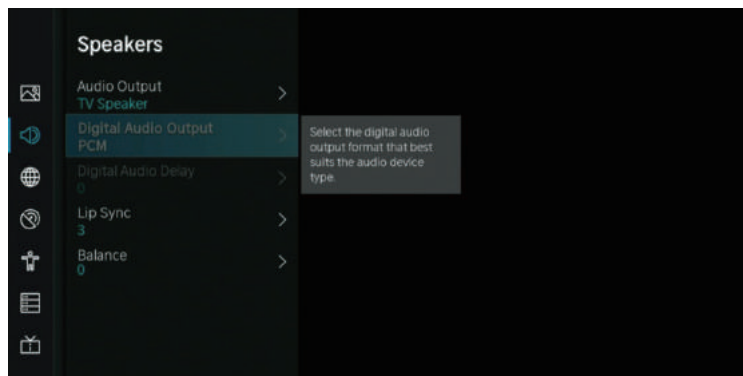 Speakers
Audio Output
TV Speaker
Digital Audio Output
PCM
Select the digital audio
output format that best
suits the audio device
type.
Digital Audio Delay
0
Lip Sync
3
Balance
0